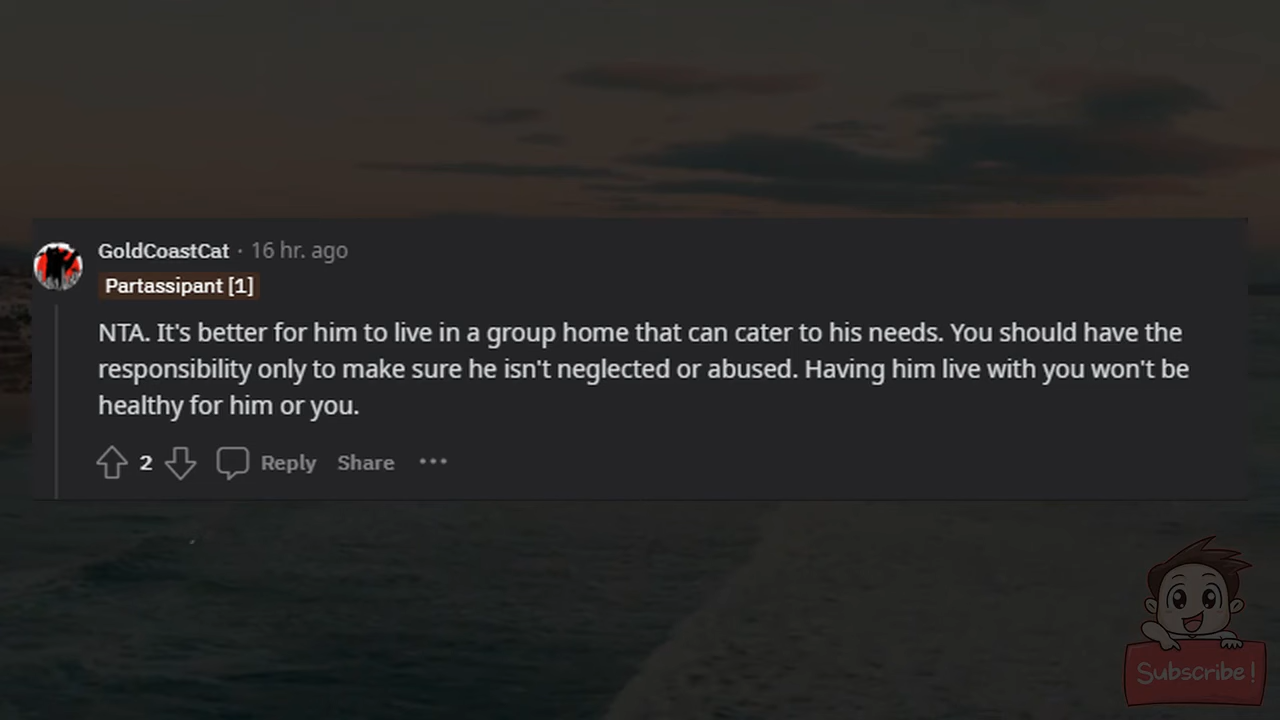 GoldCoastCat · 16 hr. ago
Partassipant [1]
NTA. It's better for him to live in a group home that can cater to his needs. You should have the
responsibility only to make sure he isn't neglected or abused. Having him live with you won't be
healthy for him or you.
2 Reply Share ···
Subscribe!